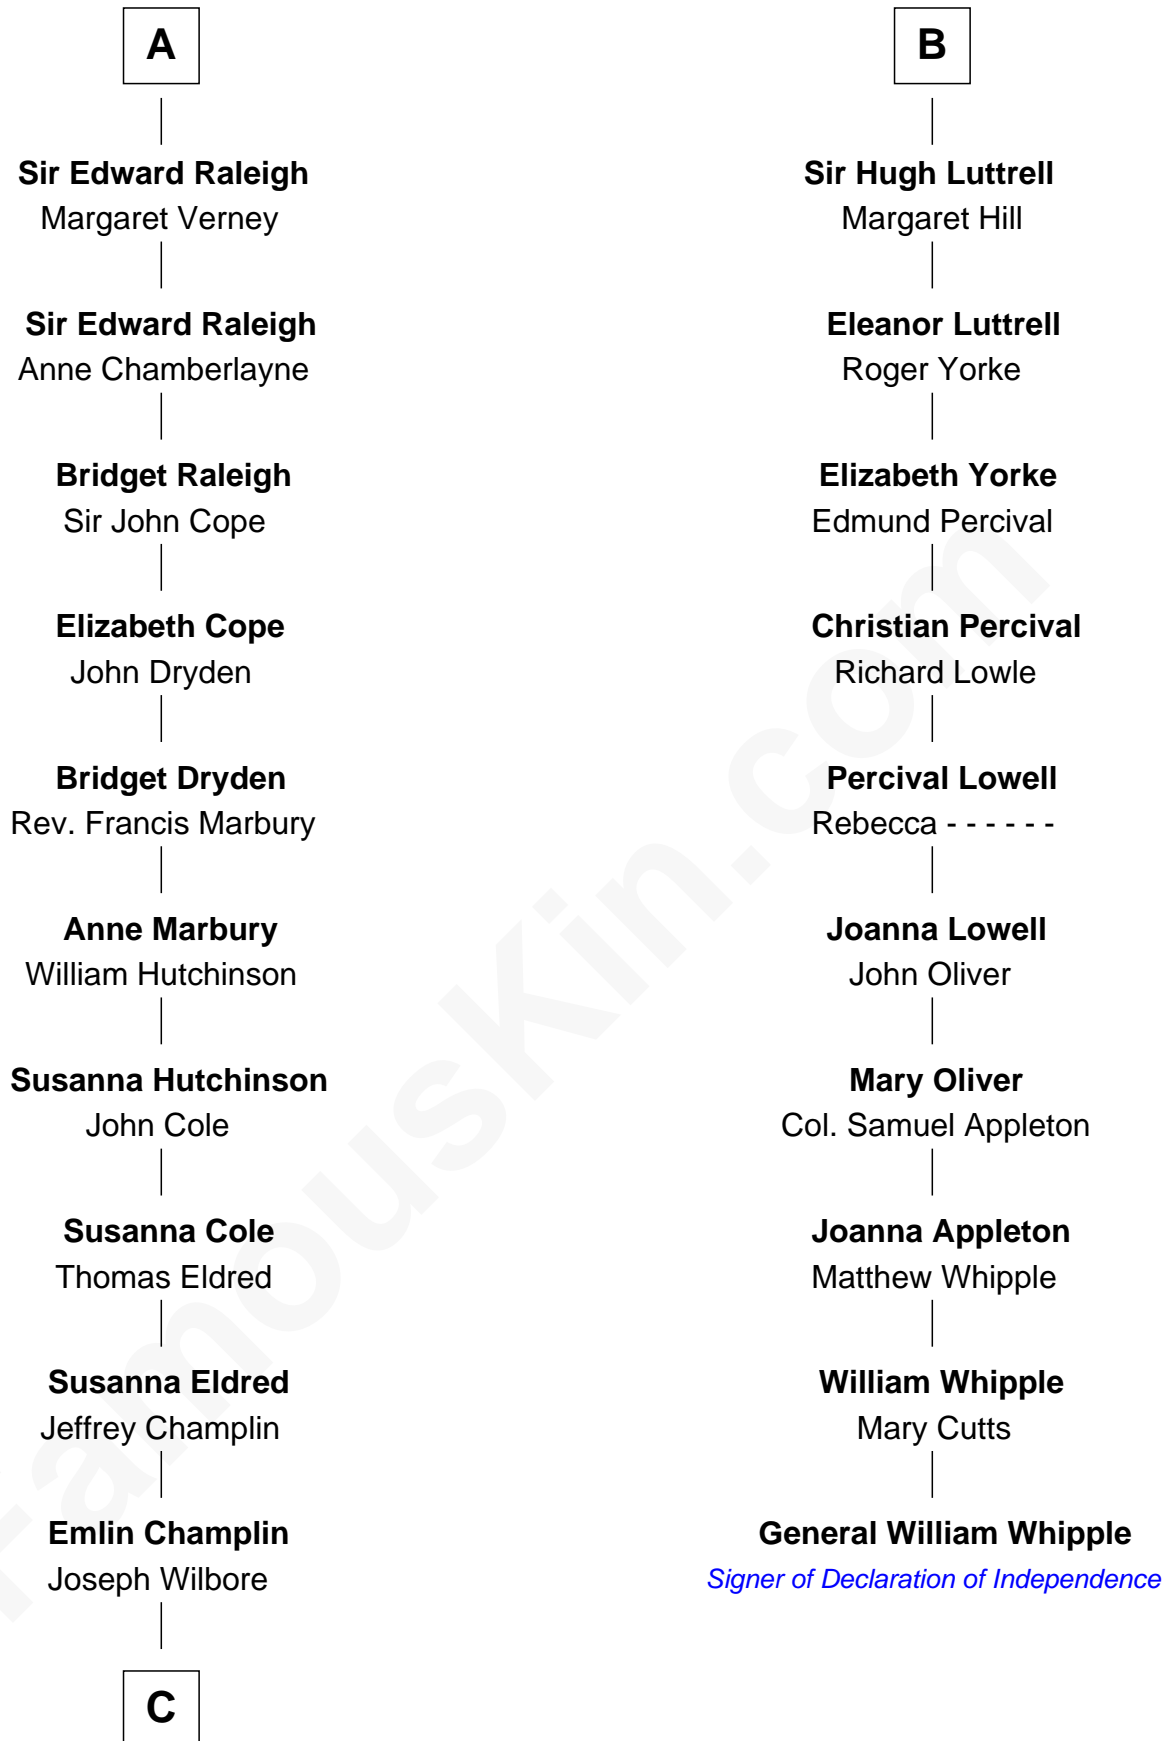 A
Sir Edward Raleigh
Margaret Verney
Sir Edward Raleigh
Anne Chamberlayne
Bridget Raleigh
Sir John Cope
Elizabeth Cope
John Dryden
Bridget Dryden
Rev. Francis Marbury
Anne Marbury
William Hutchinson
Susanna Hutchinson
John Cole
Susanna Cole
Thomas Eldred
Susanna Eldred
Jeffrey Champlin
Emlin Champlin
Joseph Wilbore
C
B
Sir Hugh Luttrell
Margaret Hill
Eleanor Luttrell
Roger Yorke
Elizabeth Yorke
Edmund Percival
Christian Percival
Richard Lowle
Percival Lowell
Rebecca - - - - - -
Joanna Lowell
John Oliver
Mary Oliver
Col. Samuel Appleton
Joanna Appleton
Matthew Whipple
William Whipple
Mary Cutts
General William Whipple
Signer of Declaration of Independence
FamousKin.com